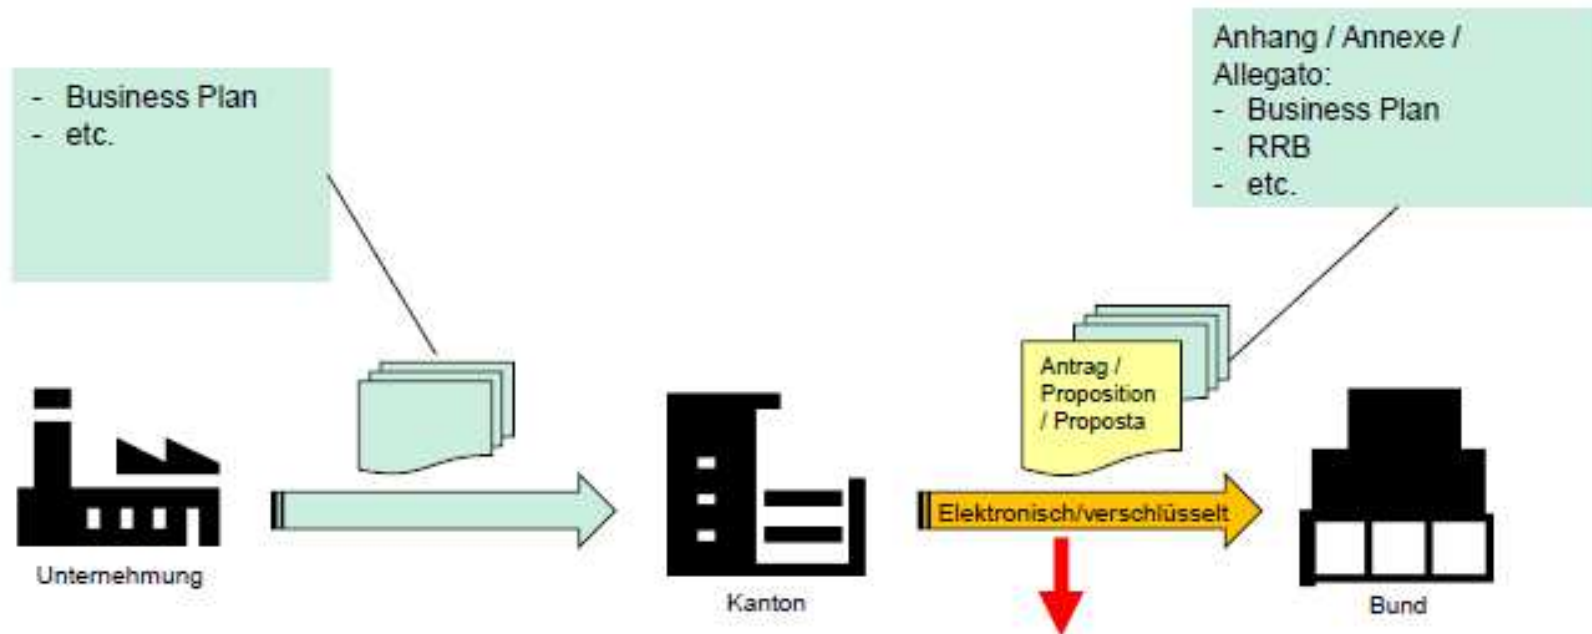 - Business Plan
- etc.
Anhang / Annexe /
Allegato:
- Business Plan
- RRB
- etc.
Antrag /
Proposition
/ Proposta
Elektronisch/verschlüsselt
Unternehmung
Kanton
Bund